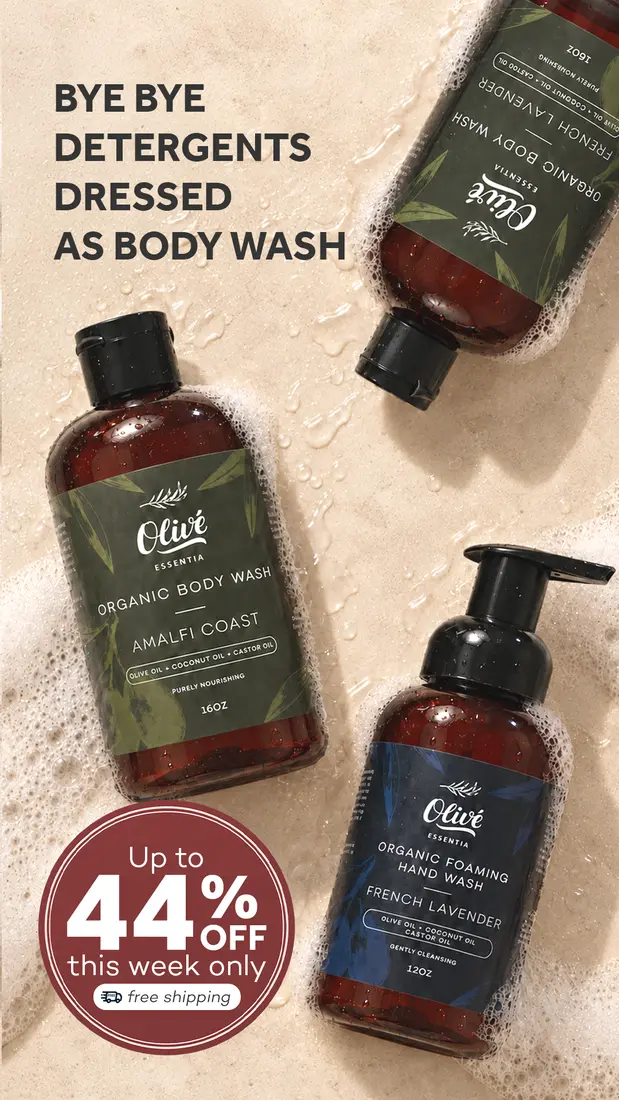 BYE BYE
DETERGENTS
DRESSED
AS BODY WASH
Olivé
ESSENTIA
ORGANIC BODY WASH
FRENCH LAVENDER
OLIVE OIL + COCONUT OIL + CASTOO OIL
PURELY NOURISHING
16OZ
Olivé
ESSENTIA
ORGANIC BODY WASH
AMALFI COAST
OLIVE OIL + COCONUT OIL + CASTOR OIL
PURELY NOURISHING
16OZ
Olivé
ESSENTIA
ORGANIC FOAMING
HAND WASH
FRENCH LAVENDER
OLIVE OIL + COCONUT OIL
CASTOR OIL
GENTLY CLEANSING
12OZ
Up to
44% OFF
this week only
free shipping